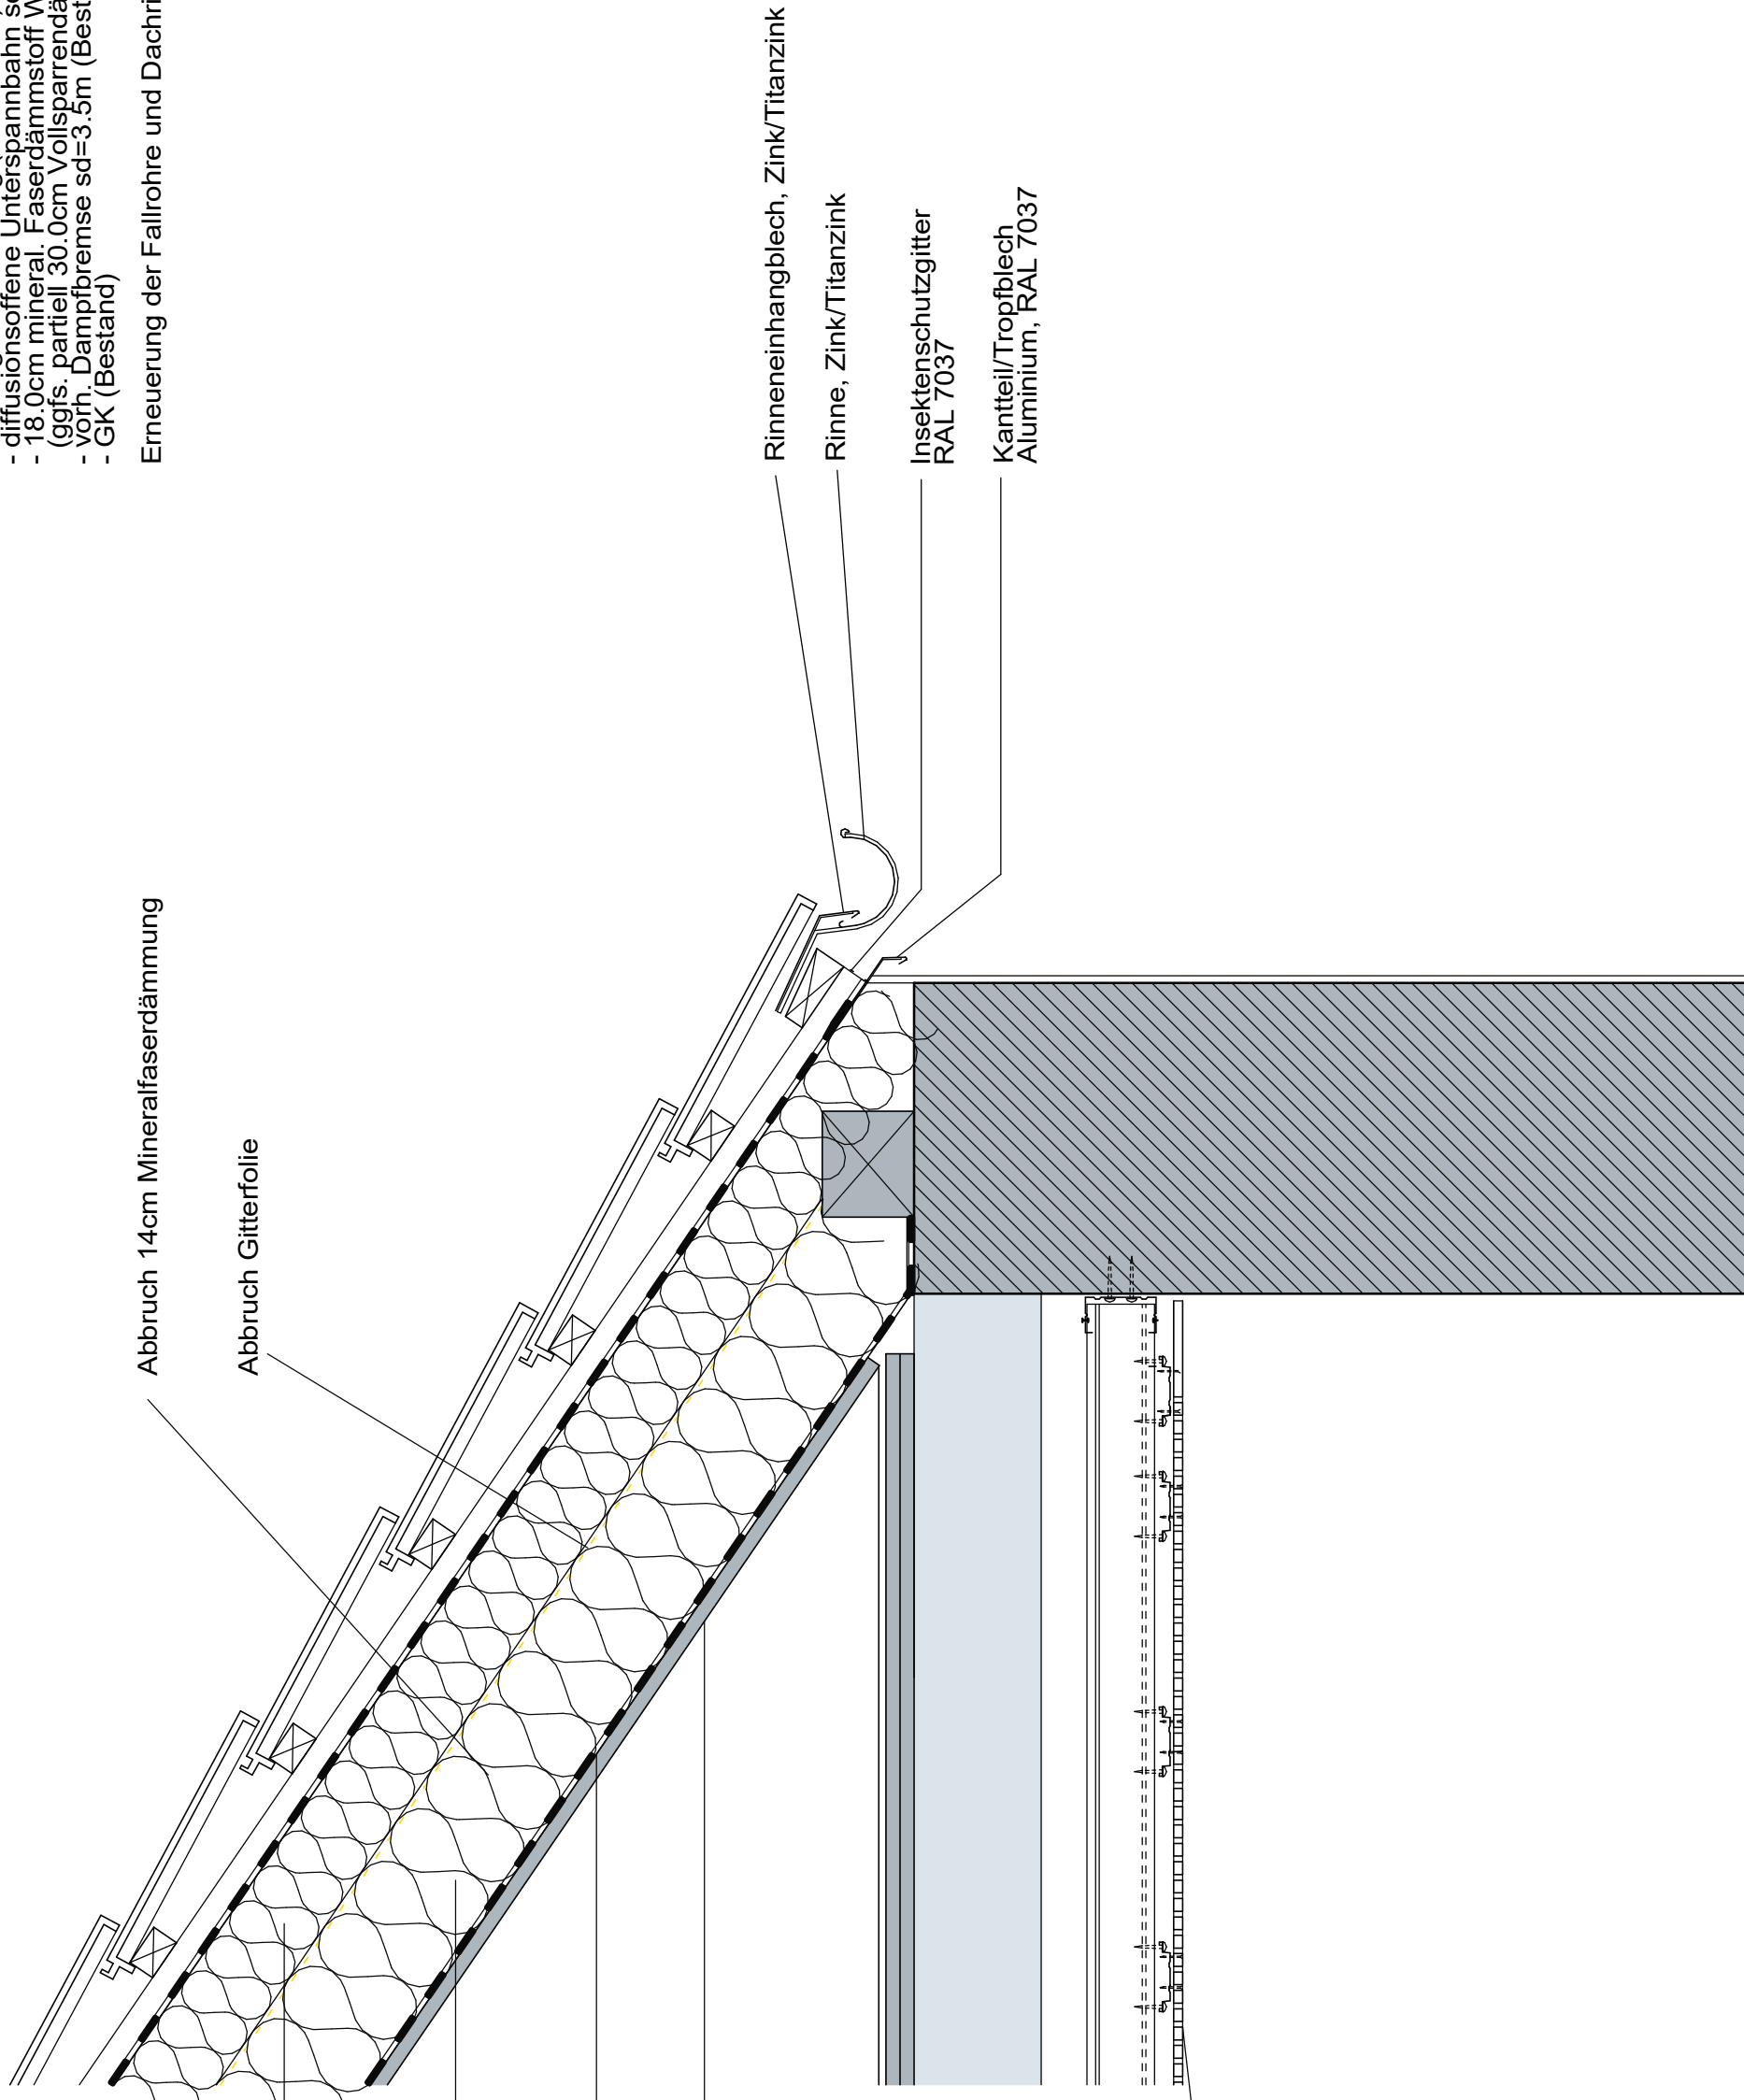 - diffusionsoffene Unterspannbahn
- 18.0cm mineral. Faserdämmstoff
(ggfs. partiell 30.0cm
- vorh. Dampfbremse sd=3.5m
- GK (Bestand)
Erneuerung der Fallrohre und
Rinneneinhangblech, Zink/Titanzink
Rinne, Zink/Titanzink
Insektenschutzgitter
RAL 7037
Kantteil/Tropfblech
Aluminium, RAL 7037
Abbruch 14cm Mineralfaserdämmung
Abbruch Gitterfolie